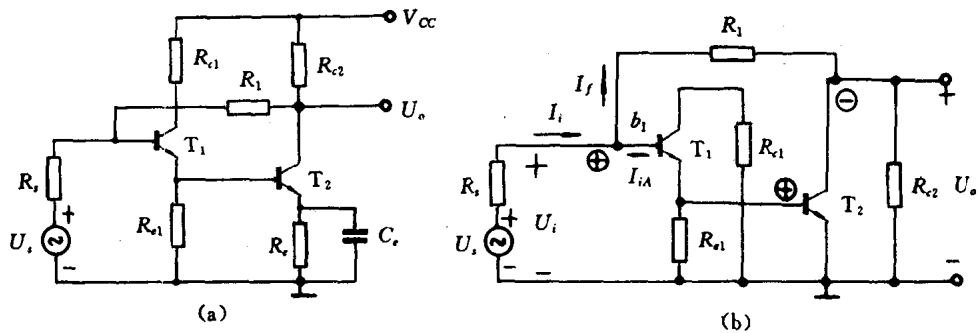 V_CC
R_c1
R_c2
R_1
U_o
T_1
T_2
R_s
+
U_s
-
R_e1
R_e
C_e
(a)
R_1
I_f
⊖
+
I_i
b_1
T_1
R_c1
+
⊕
I_iA
⊕
R_s
+
U_i
T_2
R_c2
U_o
U_s
R_e1
-
-
-
(b)